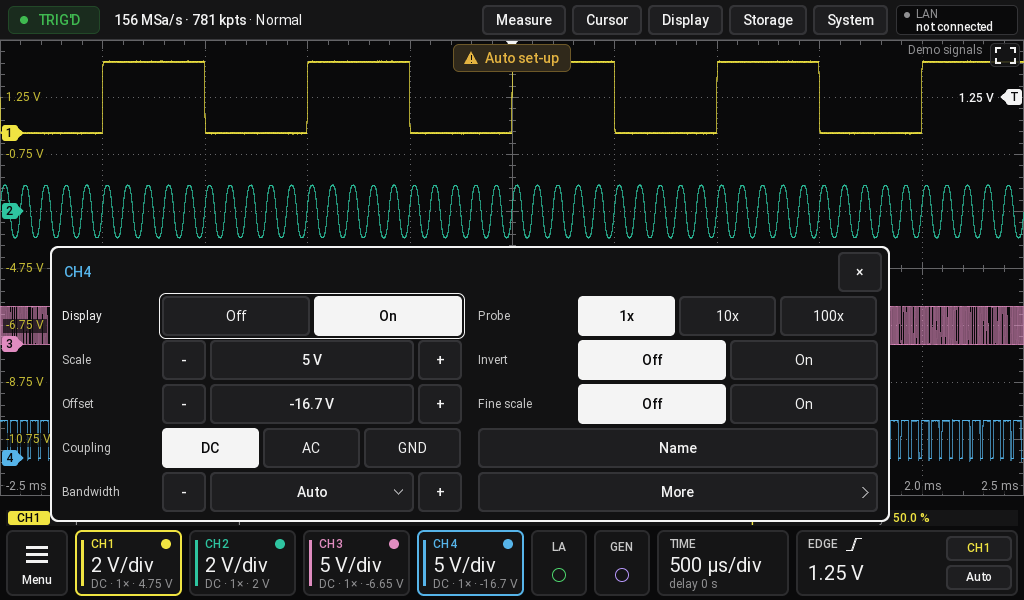 TRIG'D 156 MSa/s · 781 kpts · Normal Measure Cursor Display Storage System LAN not connected
Demo signals
Auto set-up
1.25 V
1.25 V T
1
-0.75 V
2
-4.75 V
-6.75 V
3
-8.75 V
-10.75 V
4
-2.5 ms 2.0 ms 2.5 ms
CH4 ×
Display Off On Probe 1x 10x 100x
Scale - 5 V + Invert Off On
Offset - -16.7 V + Fine scale Off On
Coupling DC AC GND Name
Bandwidth - Auto + More
CH1 50.0 %
Menu
CH1
2 V/div
DC · 1× · 4.75 V
CH2
2 V/div
DC · 1× · 2 V
CH3
5 V/div
DC · 1× · -6.65 V
CH4
5 V/div
DC · 1× · -16.7 V
LA
GEN
TIME
500 µs/div
delay 0 s
EDGE
1.25 V
CH1
Auto